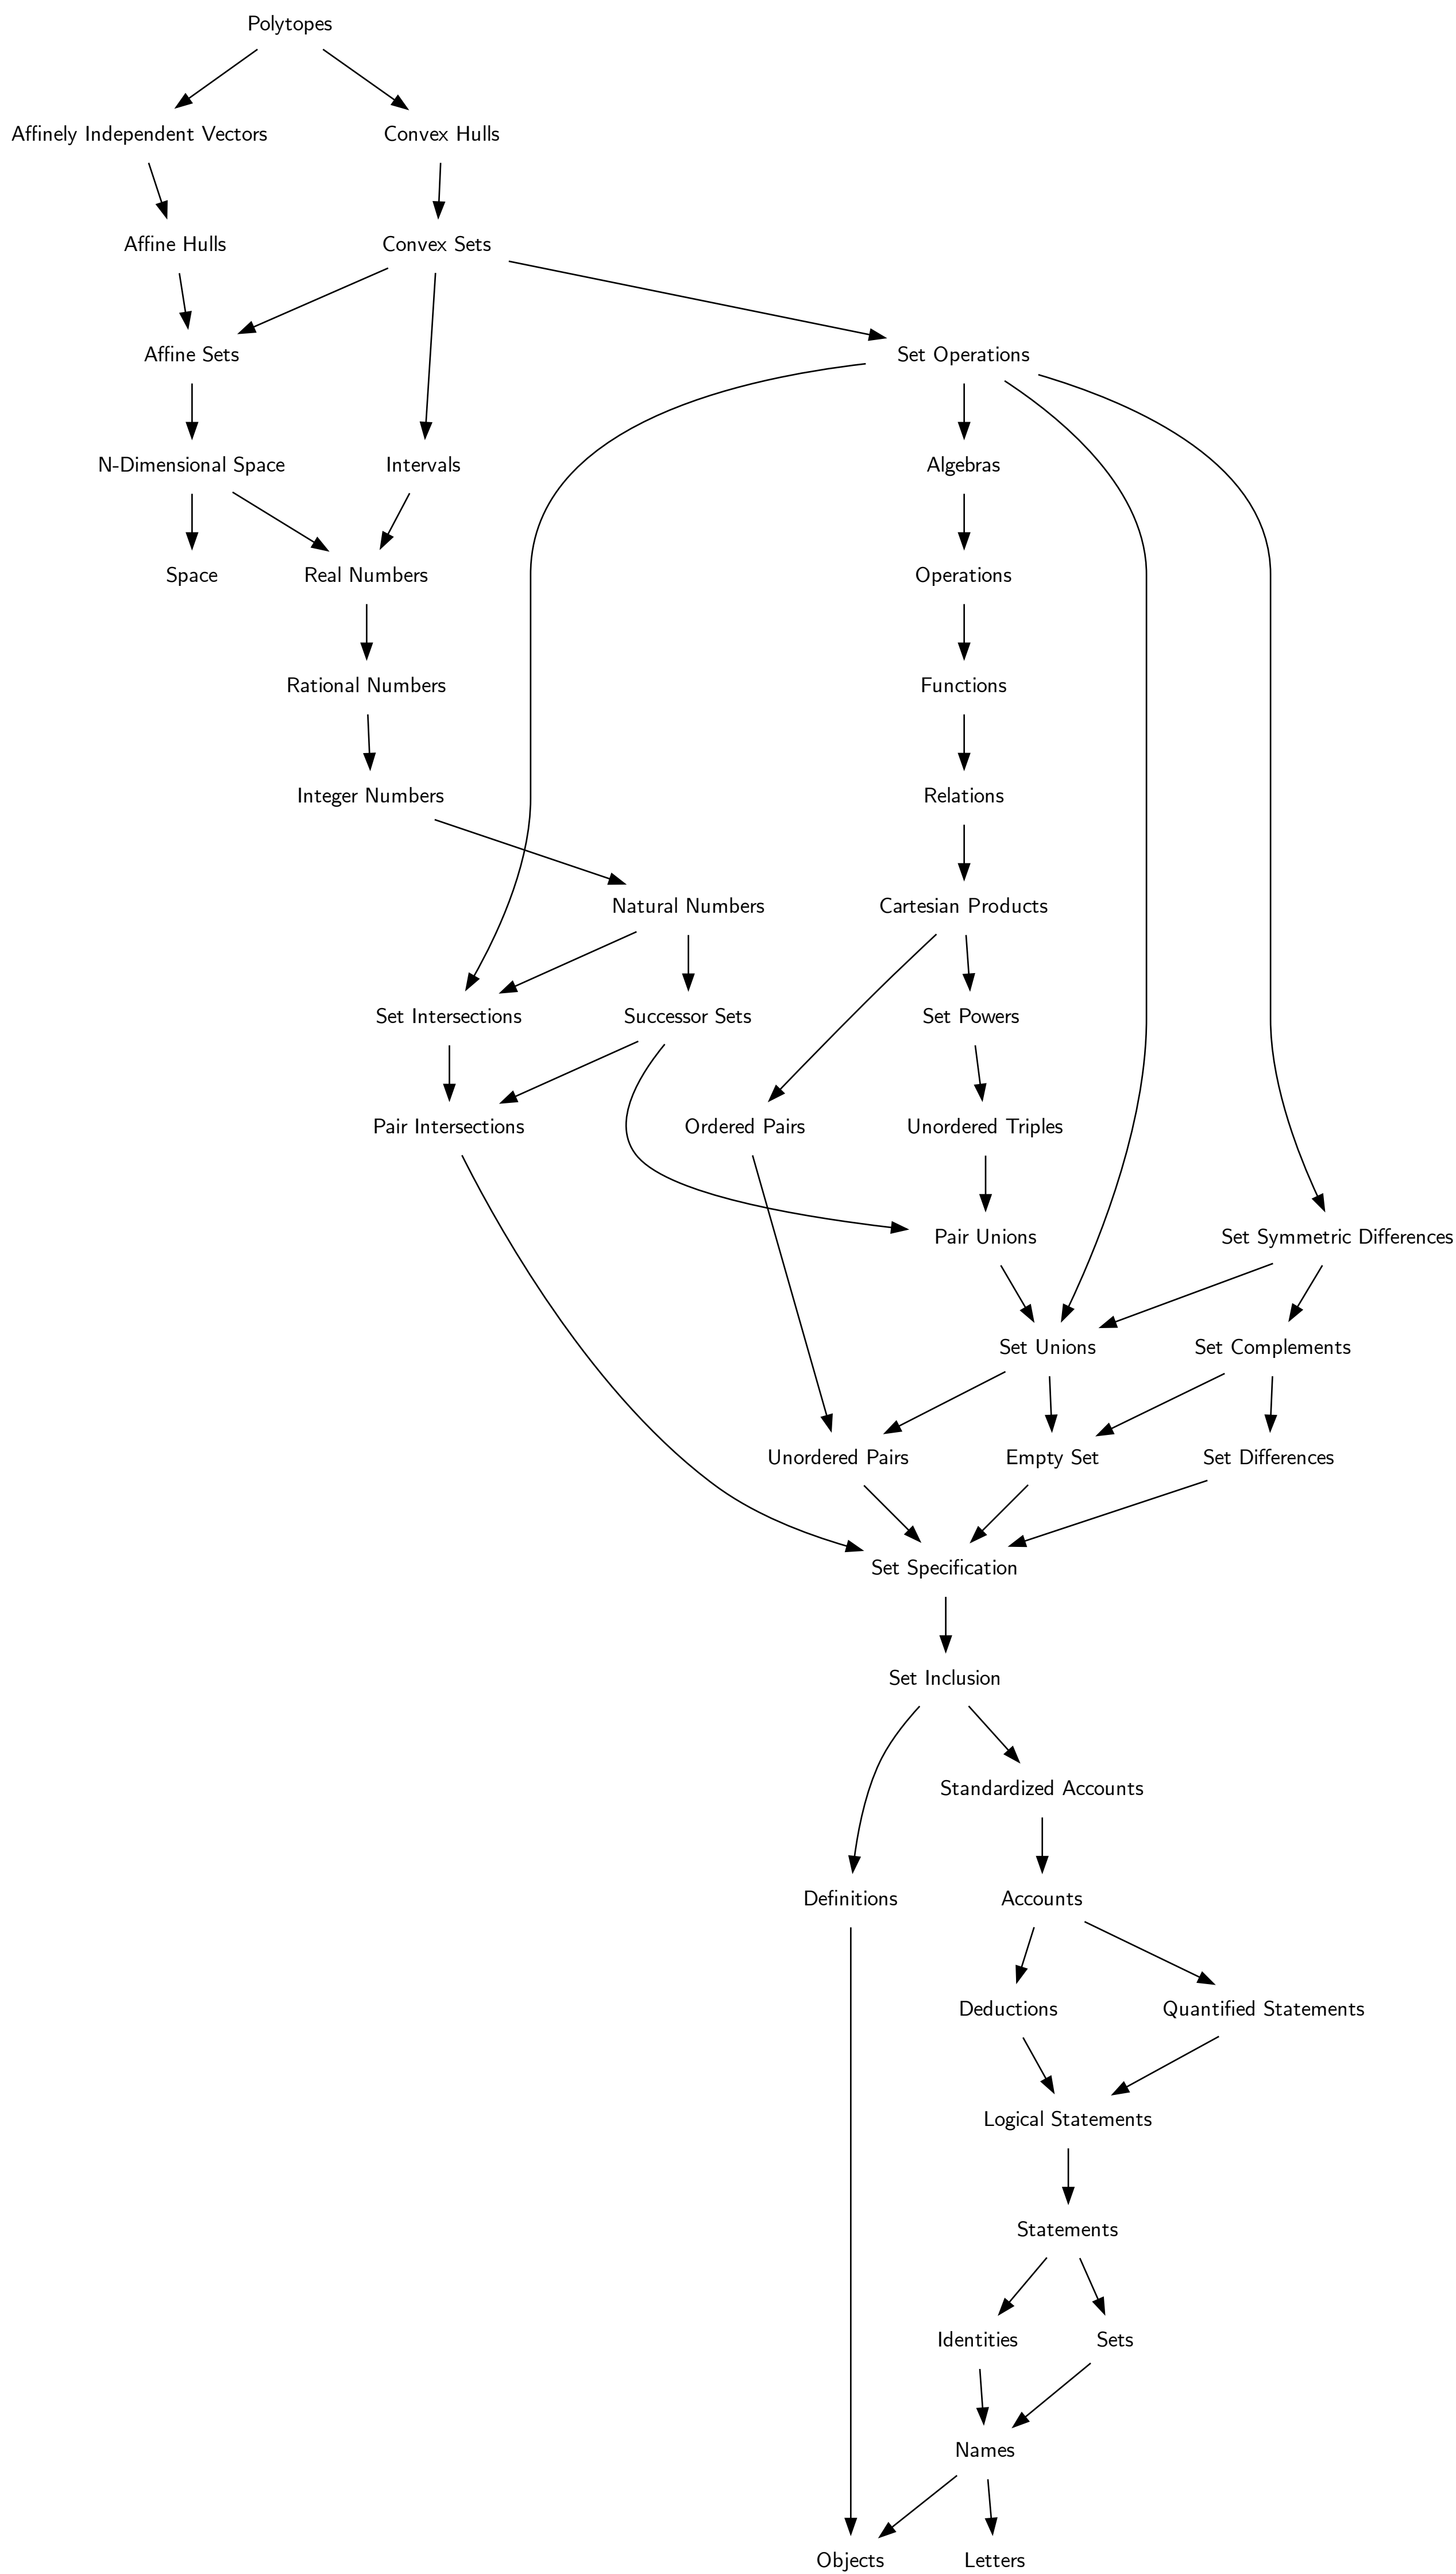 Polytopes
Affinely Independent Vectors
Convex Hulls
Affine Hulls
Convex Sets
Affine Sets
Set Operations
N-Dimensional Space
Intervals
Algebras
Space
Real Numbers
Operations
Rational Numbers
Functions
Integer Numbers
Relations
Natural Numbers
Cartesian Products
Set Intersections
Successor Sets
Set Powers
Pair Intersections
Ordered Pairs
Unordered Triples
Pair Unions
Set Symmetric Differences
Set Unions
Set Complements
Unordered Pairs
Empty Set
Set Differences
Set Specification
Set Inclusion
Standardized Accounts
Definitions
Accounts
Deductions
Quantified Statements
Logical Statements
Statements
Identities
Sets
Names
Objects
Letters